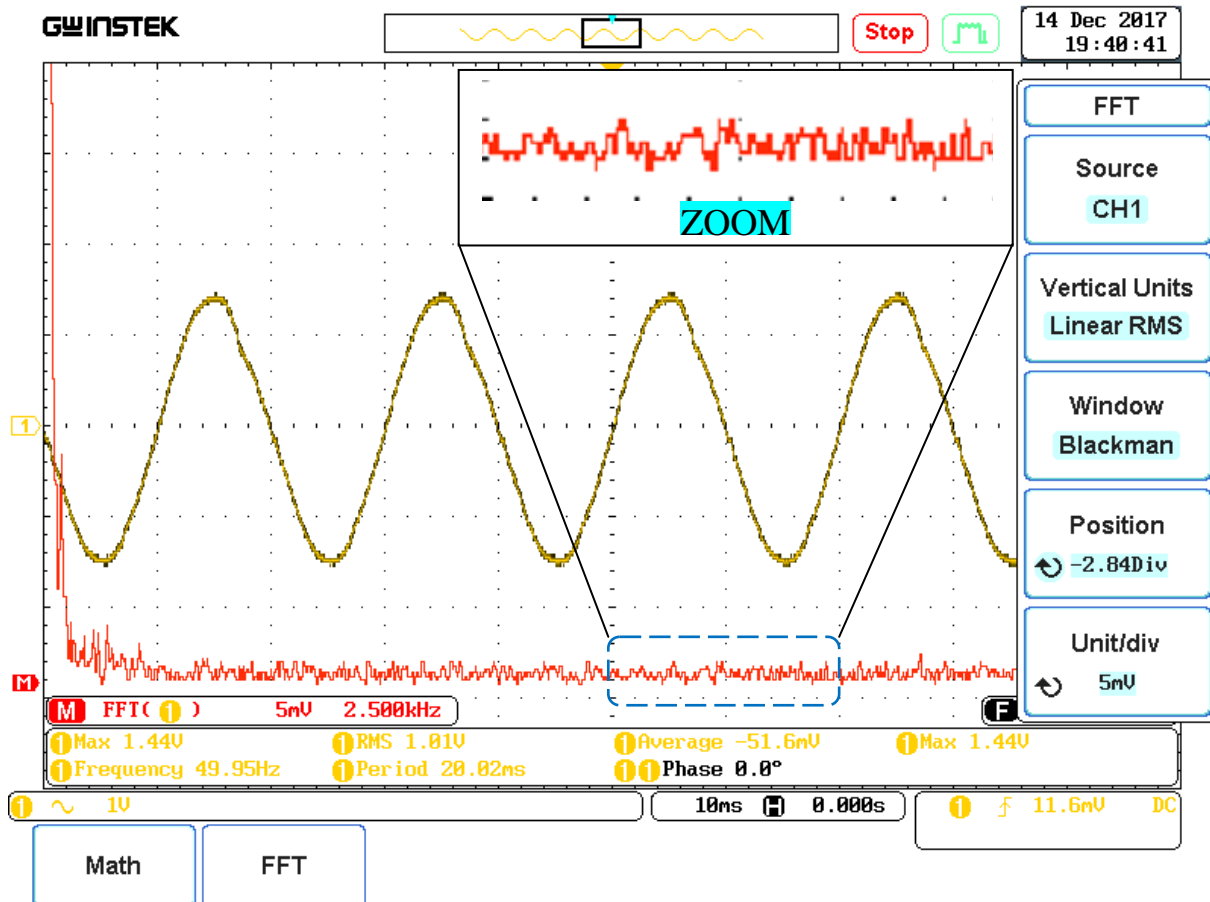 GWINSTEK
Stop
14 Dec 2017
19:40:41
FFT
Source
CH1
Vertical Units
Linear RMS
Window
Blackman
Position
-2.84Div
Unit/div
5mV
ZOOM
1
M
M FFT( 1 ) 5mV 2.500kHz
F
1 Max 1.44V 1 RMS 1.01V 1 Average -51.6mV 1 Max 1.44V
1 Frequency 49.95Hz 1 Period 20.02ms 1 1 Phase 0.0°
1 1V 10ms H 0.000s 1 11.6mV DC
Math FFT